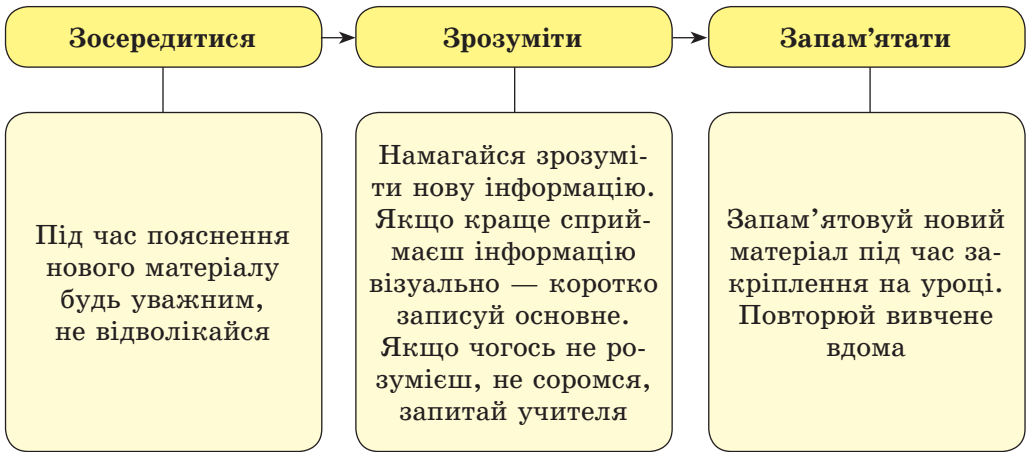 Зосередитися
Зрозуміти
Запам’ятати
Під час пояснення
нового матеріалу
будь уважним,
не відволікайся
Намагайся зрозумі-
ти нову інформацію.
Якщо краще сприй-
маєш інформацію
візуально — коротко
записуй основне.
Якщо чогось не ро-
зумієш, не соромся,
запитай учителя
Запам’ятовуй новий
матеріал під час за-
кріплення на уроці.
Повторюй вивчене
вдома